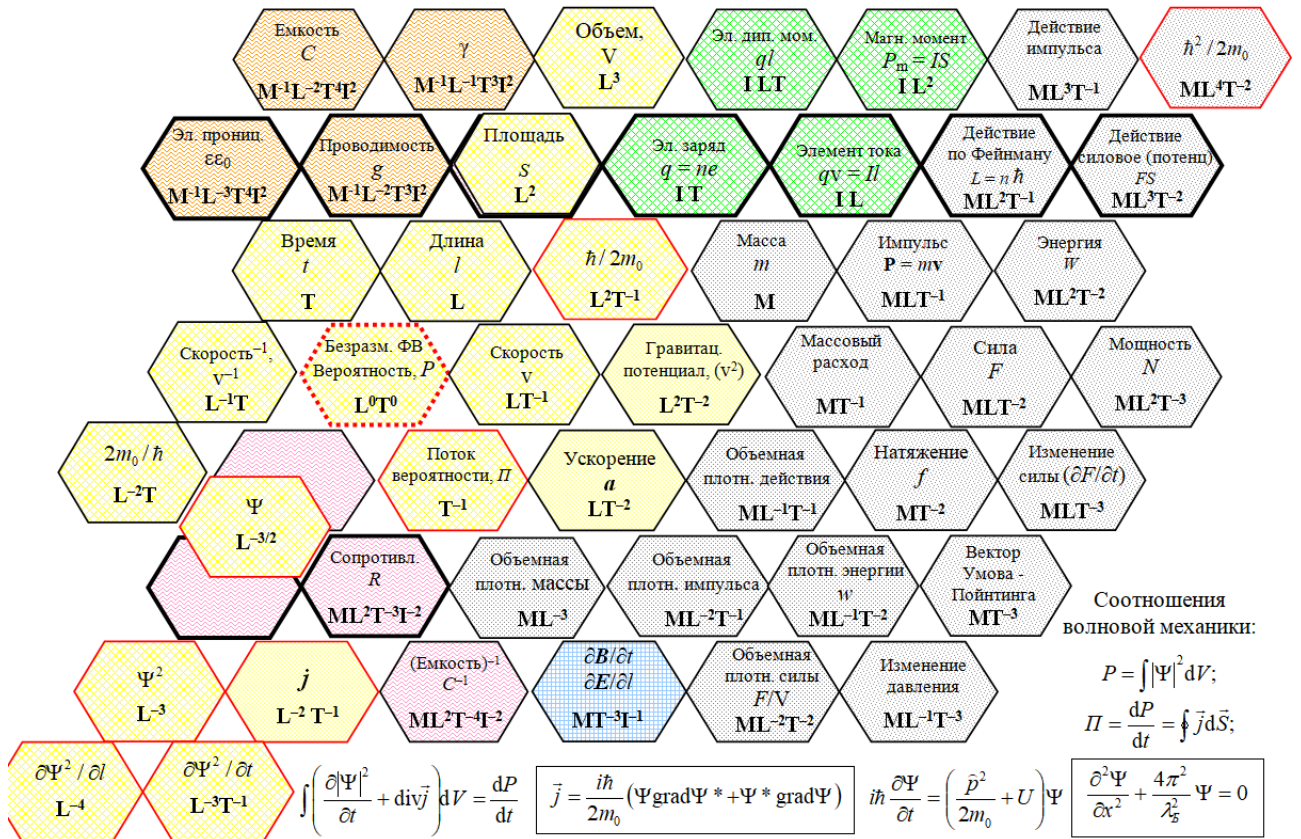 Емкость
C
M⁻¹L⁻²T⁴I²
γ
M⁻¹L⁻¹T³I²
Объем,
V
L³
Эл. дип. мом.
ql
I LT
Магн. момент
Pₘ = IS
I L²
Действие
импульса
ML³T⁻¹
ħ² / 2m₀
ML⁴T⁻²
Эл. прониц.
εε₀
M⁻¹L⁻³T⁴I²
Проводимость
g
M⁻¹L⁻²T³I²
Площадь
S
L²
Эл. заряд
q = ne
I T
Элемент тока
qv = Il
I L
Действие
по Фейнману
L = n ħ
ML²T⁻¹
Действие
силовое (потенц)
FS
ML³T⁻²
Время
t
T
Длина
l
L
ħ / 2m₀
L²T⁻¹
Масса
m
M
Импульс
P = mv
MLT⁻¹
Энергия
W
ML²T⁻²
Скорость⁻¹,
v⁻¹
L⁻¹T
Безразм. ФВ
Вероятность, P
L⁰T⁰
Скорость
v
LT⁻¹
Гравитац.
потенциал, (v²)
L²T⁻²
Массовый
расход
MT⁻¹
Сила
F
MLT⁻²
Мощность
N
ML²T⁻³
2m₀ / ħ
L⁻²T
Ψ
L⁻³ᐟ²
Поток
вероятности, П
T⁻¹
Ускорение
a
LT⁻²
Объемная
плотн. действия
ML⁻¹T⁻¹
Натяжение
f
MT⁻²
Изменение
силы (∂F/∂t)
MLT⁻³
Сопротивл.
R
ML²T⁻³I⁻²
Объемная
плотн. массы
ML⁻³
Объемная
плотн. импульса
ML⁻²T⁻¹
Объемная
плотн. энергии
w
ML⁻¹T⁻²
Вектор
Умова -
Пойнтинга
MT⁻³
Соотношения
волновой механики:
P = ∫|Ψ|²dV;
П = dP/dt = ∮ j⃗dS⃗;
Ψ²
L⁻³
j
L⁻² T⁻¹
(Емкость)⁻¹
C⁻¹
ML²T⁻⁴I⁻²
∂B/∂t
∂E/∂l
MT⁻³I⁻¹
Объемная
плотн. силы
F/V
ML⁻²T⁻²
Изменение
давления
ML⁻¹T⁻³
∂Ψ² / ∂l
L⁻⁴
∂Ψ² / ∂t
L⁻³T⁻¹
∫(∂|Ψ|²/∂t + divj⃗)dV = dP/dt
j⃗ = iħ/2m₀ (ΨgradΨ * +Ψ * gradΨ)
iħ ∂Ψ/∂t = (p̂²/2m₀ + U)Ψ
∂²Ψ/∂x² + 4π²/λ²_Б Ψ = 0